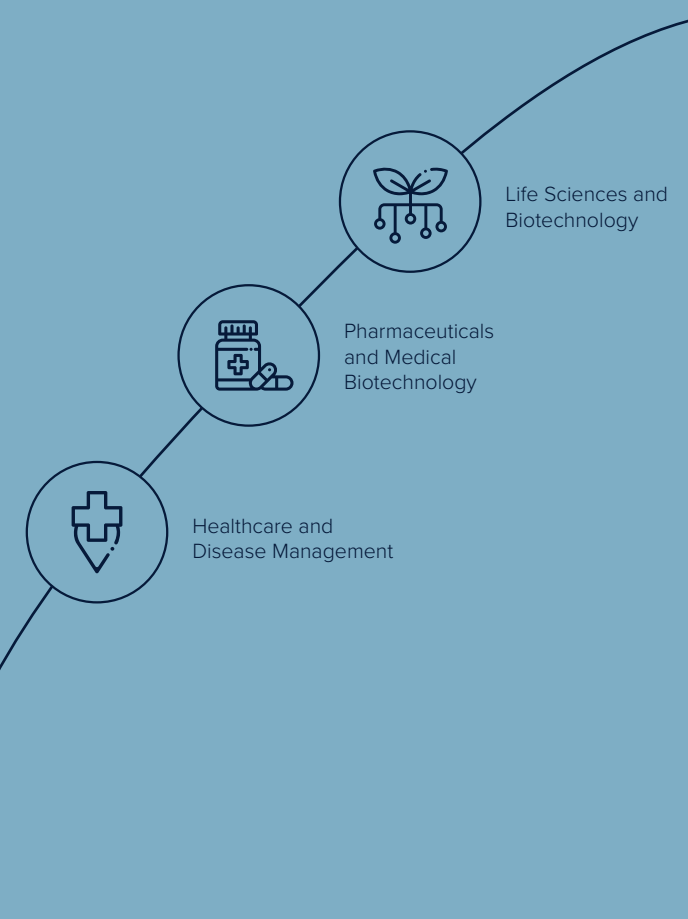 Life Sciences and
Biotechnology
Pharmaceuticals
and Medical
Biotechnology
Healthcare and
Disease Management